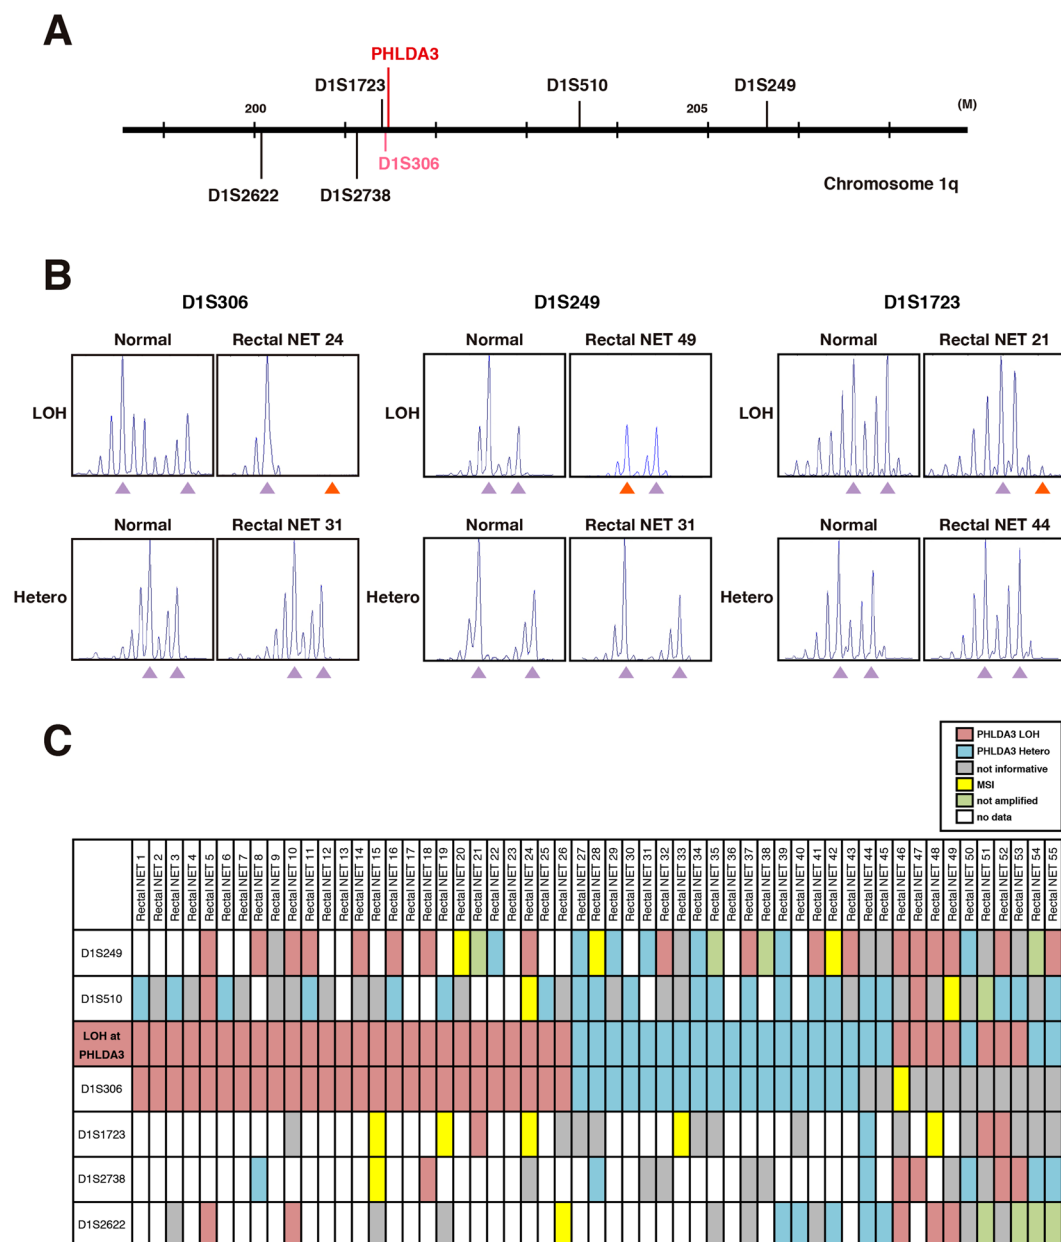 A
PHLDA3
D1S1723
D1S510
D1S249
200
205
(M)
D1S306
D1S2622
D1S2738
Chromosome 1q
B
D1S306
D1S249
D1S1723
Normal
Rectal NET 24
Normal
Rectal NET 49
Normal
Rectal NET 21
LOH
LOH
LOH
Normal
Rectal NET 31
Normal
Rectal NET 31
Normal
Rectal NET 44
Hetero
Hetero
Hetero
C
PHLDA3 LOH
PHLDA3 Hetero
not informative
MSI
not amplified
no data
Rectal NET 1
Rectal NET 2
Rectal NET 3
Rectal NET 4
Rectal NET 5
Rectal NET 6
Rectal NET 7
Rectal NET 8
Rectal NET 9
Rectal NET 10
Rectal NET 11
Rectal NET 12
Rectal NET 13
Rectal NET 14
Rectal NET 15
Rectal NET 16
Rectal NET 17
Rectal NET 18
Rectal NET 19
Rectal NET 20
Rectal NET 21
Rectal NET 22
Rectal NET 23
Rectal NET 24
Rectal NET 25
Rectal NET 26
Rectal NET 27
Rectal NET 28
Rectal NET 29
Rectal NET 30
Rectal NET 31
Rectal NET 32
Rectal NET 33
Rectal NET 34
Rectal NET 35
Rectal NET 36
Rectal NET 37
Rectal NET 38
Rectal NET 39
Rectal NET 40
Rectal NET 41
Rectal NET 42
Rectal NET 43
Rectal NET 44
Rectal NET 45
Rectal NET 46
Rectal NET 47
Rectal NET 48
Rectal NET 49
Rectal NET 50
Rectal NET 51
Rectal NET 52
Rectal NET 53
Rectal NET 54
Rectal NET 55
D1S249
D1S510
LOH at
PHLDA3
D1S306
D1S1723
D1S2738
D1S2622